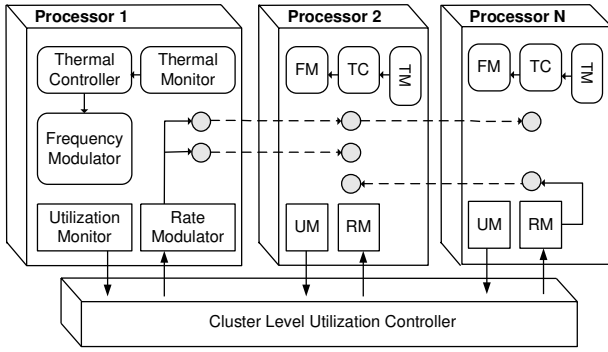 Processor 1
Thermal
Controller
Thermal
Monitor
Frequency
Modulator
Utilization
Monitor
Rate
Modulator
Processor 2
FM
TC
TM
UM
RM
Processor N
FM
TC
TM
UM
RM
Cluster Level Utilization Controller